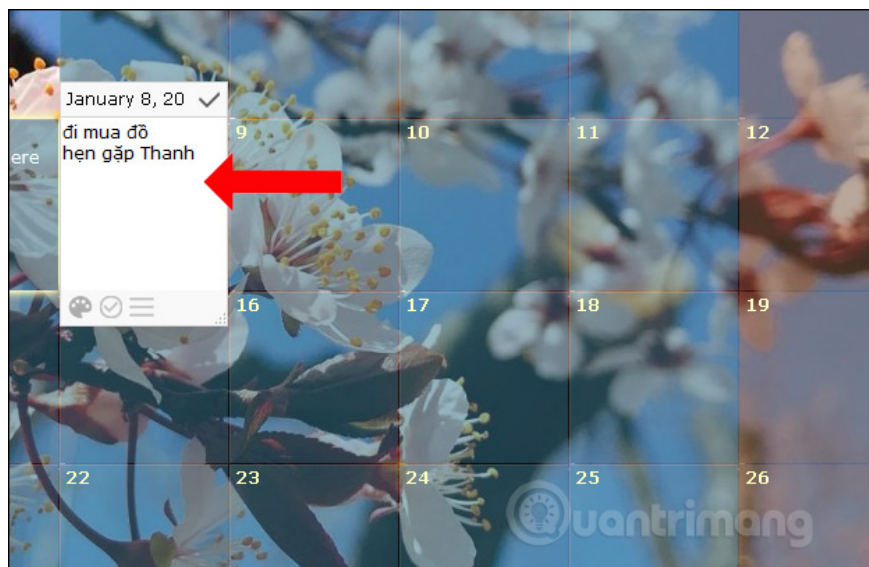 January 8, 20
đi mua đồ
hẹn gặp Thanh
ere
9
10
11
12
16
17
18
19
22
23
24
25
26
Quantrimang